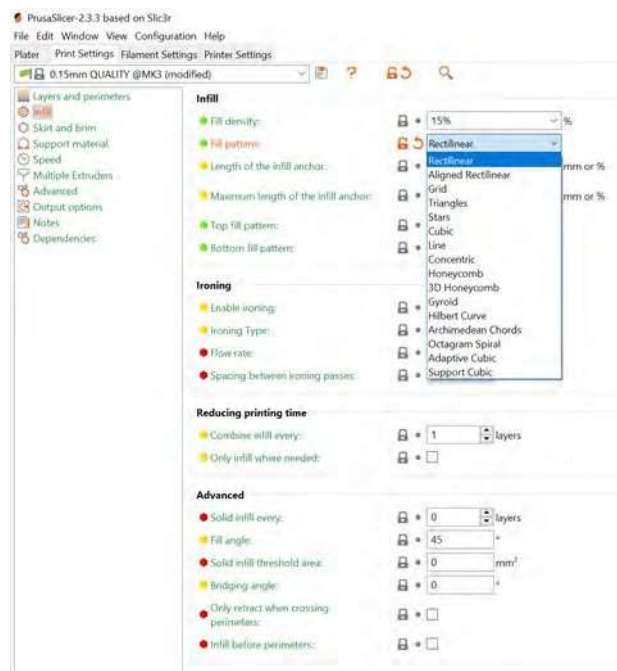 PrusaSlicer-2.3.3 based on Slic3r
File Edit Window View Configuration Help
Plater Print Settings Filament Settings Printer Settings
0.15mm QUALITY @MK3 (modified)
Layers and perimeters
Infill
Skirt and brim
Support material
Speed
Multiple Extruders
Advanced
Output options
Notes
Dependencies
Infill
Fill density: 15% %
Fill pattern: Rectilinear
Rectilinear
Aligned Rectilinear
Grid
Triangles
Stars
Cubic
Line
Concentric
Honeycomb
3D Honeycomb
Gyroid
Hilbert Curve
Archimedean Chords
Octagram Spiral
Adaptive Cubic
Support Cubic
Length of the infill anchor: mm or %
Maximum length of the infill anchor: mm or %
Top fill pattern:
Bottom fill pattern:
Ironing
Enable ironing:
Ironing Type:
Flow rate:
Spacing between ironing passes:
Reducing printing time
Combine infill every: 1 layers
Only infill where needed:
Advanced
Solid infill every: 0 layers
Fill angle: 45 °
Solid infill threshold area: 0 mm²
Bridging angle: 0 °
Only retract when crossing
perimeters:
Infill before perimeters: